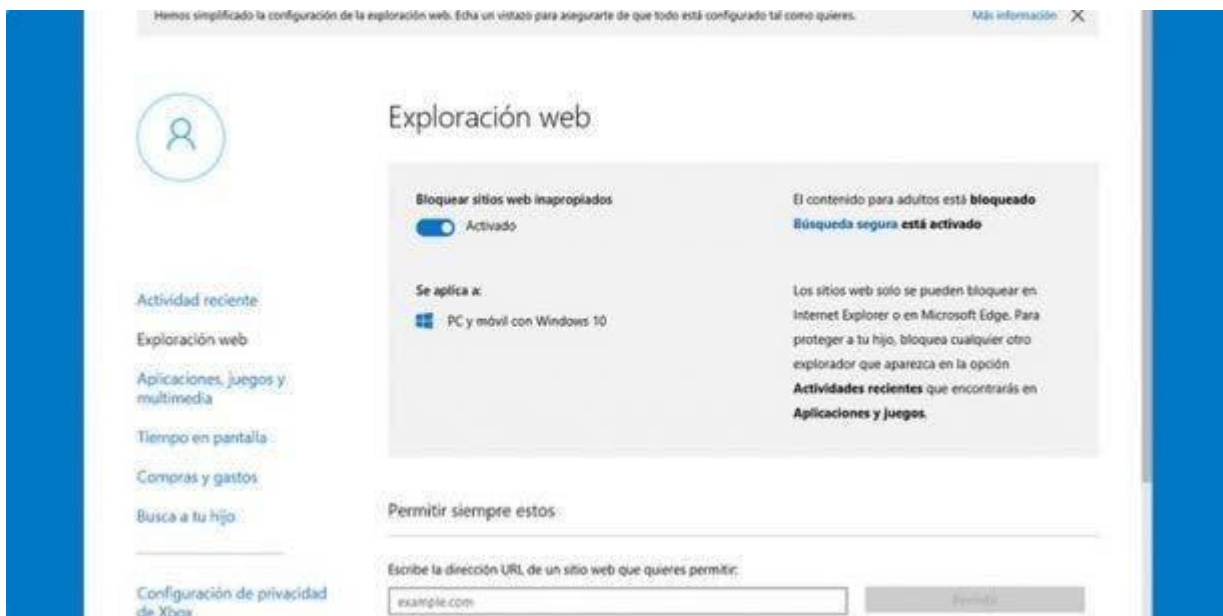 Hemos simplificado la configuración de la exploración web. Echa un vistazo para asegurarte de que todo está configurado tal como quieres.
Más información
Exploración web
Bloquear sitios web inapropiados
Activado
El contenido para adultos está bloqueado
Búsqueda segura está activado
Se aplica a:
PC y móvil con Windows 10
Los sitios web solo se pueden bloquear en
Internet Explorer o en Microsoft Edge. Para
proteger a tu hijo, bloquea cualquier otro
explorador que aparezca en la opción
Actividades recientes que encontrarás en
Aplicaciones y juegos.
Actividad reciente
Exploración web
Aplicaciones, juegos y
multimedia
Tiempo en pantalla
Compras y gastos
Busca a tu hijo
Configuración de privacidad
de Xbox
Permitir siempre estos
Escribe la dirección URL de un sitio web que quieres permitir:
example.com
Permitir